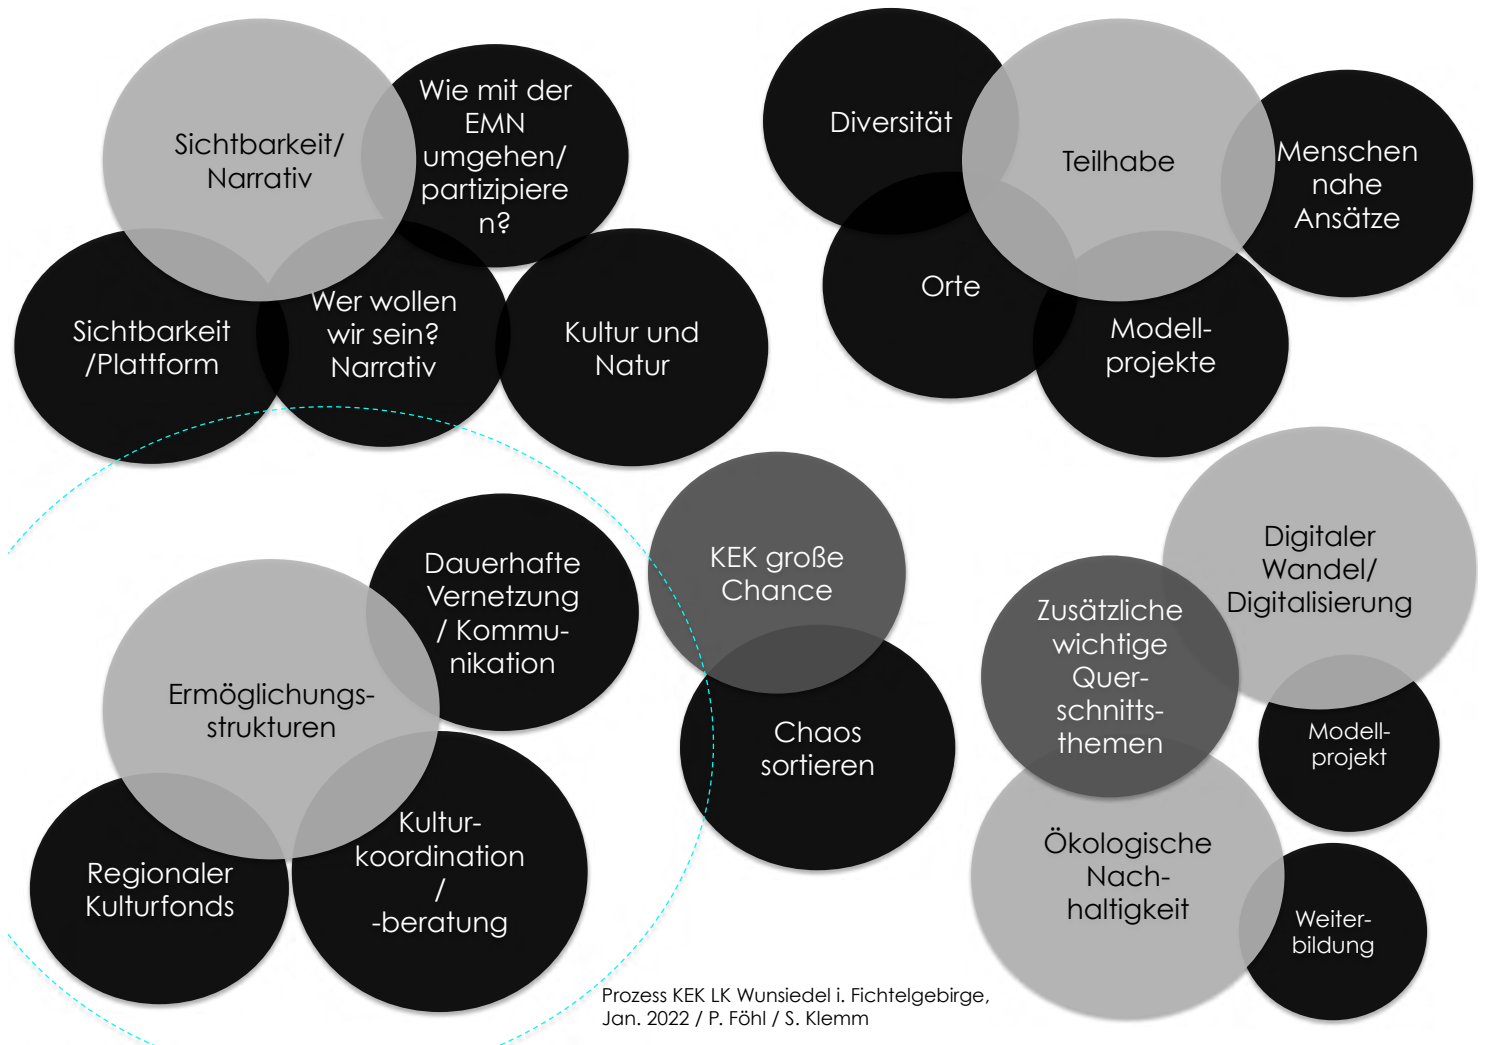 Sichtbarkeit/
Narrativ
Wie mit der
EMN
umgehen/
partizipiere
n?
Sichtbarkeit
/Plattform
Wer wollen
wir sein?
Narrativ
Kultur und
Natur
Diversität
Teilhabe
Menschen
nahe
Ansätze
Orte
Modell-
projekte
Ermöglichungs-
strukturen
Dauerhafte
Vernetzung
/ Kommu-
nikation
Regionaler
Kulturfonds
Kultur-
koordination
/
-beratung
KEK große
Chance
Chaos
sortieren
Zusätzliche
wichtige
Quer-
schnitts-
themen
Digitaler
Wandel/
Digitalisierung
Modell-
projekt
Ökologische
Nach-
haltigkeit
Weiter-
bildung
Prozess KEK LK Wunsiedel i. Fichtelgebirge,
Jan. 2022 / P. Föhl / S. Klemm